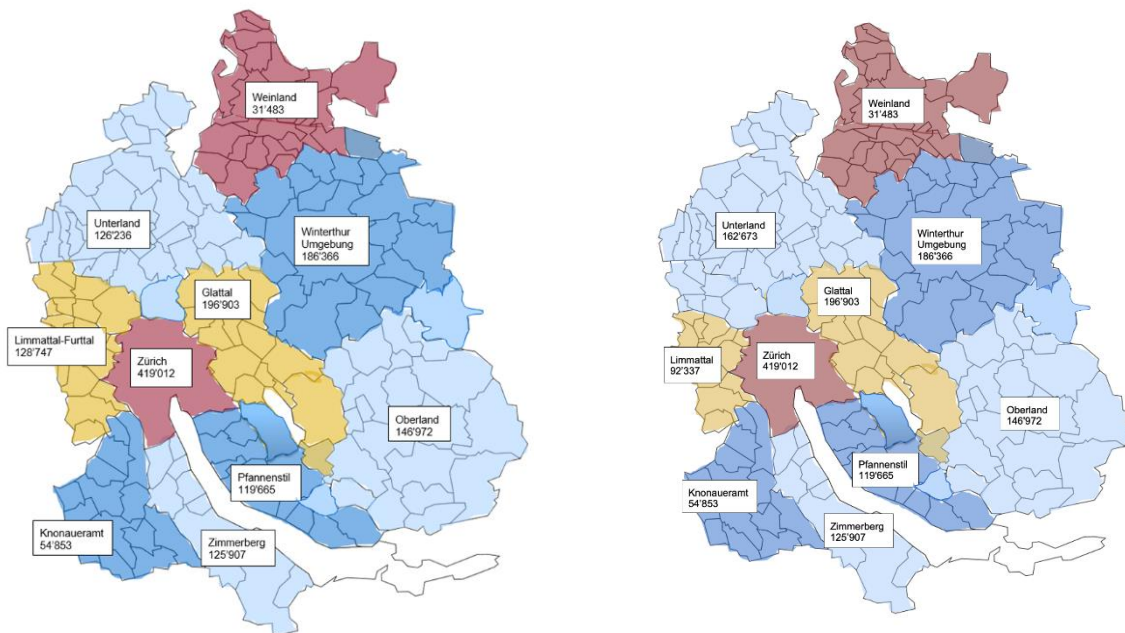 Weinland
31'483
Unterland
126'236
Winterthur
Umgebung
186'366
Glattal
196'903
Limmattal-Furttal
128'747
Zürich
419'012
Oberland
146'972
Pfannenstil
119'665
Knonaueramt
54'853
Zimmerberg
125'907
Weinland
31'483
Unterland
162'673
Winterthur
Umgebung
186'366
Glattal
196'903
Limmattal
92'337
Zürich
419'012
Oberland
146'972
Pfannenstil
119'665
Knonaueramt
54'853
Zimmerberg
125'907